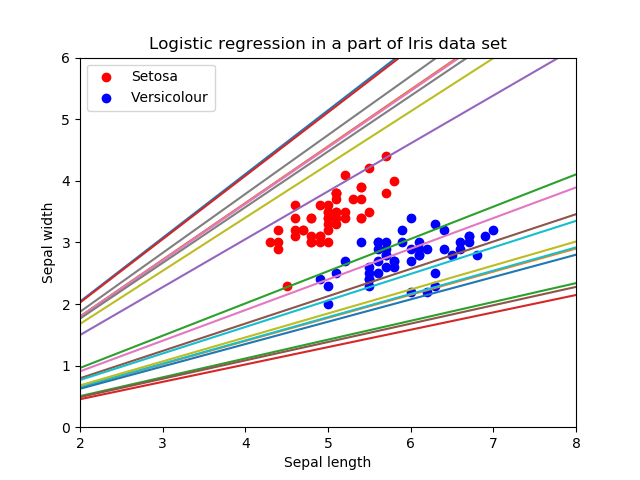 Logistic regression in a part of Iris data set
Setosa
Versicolour
Sepal width
6
5
4
3
2
1
0
2 3 4 5 6 7 8
Sepal length